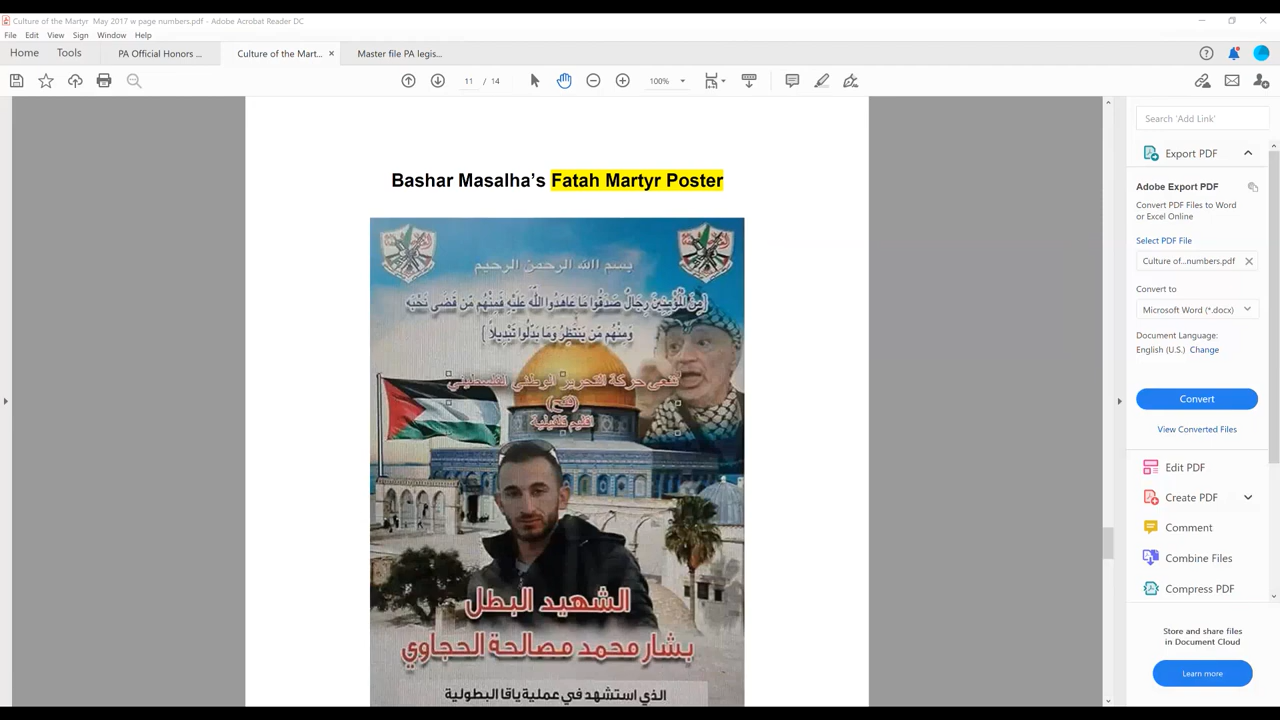 Culture of the Martyr May 2017 w page numbers.pdf - Adobe Acrobat Reader DC
File Edit View Sign Window Help
Home Tools PA Official Honors ... Culture of the Mart... × Master file PA legis...
11 / 14 100%
Search 'Add Link'
Bashar Masalha’s Fatah Martyr Poster
بسم االله الرحمن الرحيم
[مِنَ الْمُؤْمِنِينَ رِجَالٌ صَدَقُوا مَا عَاهَدُوا اللَّهَ عَلَيْهِ فَمِنْهُم مَّن قَضَىٰ نَحْبَهُ
وَمِنْهُم مَّن يَنتَظِرُ وَمَا بَدَّلُوا تَبْدِيلًا ]
تنعى حركة التحرير الوطني الفلسطيني
(فتح)
اقليم قلقيلية
الشهيد البطل
بشار محمد مصالحة الحجاوي
الذي استشهد في عملية يافا البطولية
Export PDF
Adobe Export PDF
Convert PDF Files to Word
or Excel Online
Select PDF File
Culture of...numbers.pdf ×
Convert to
Microsoft Word (*.docx)
Document Language:
English (U.S.) Change
Convert
View Converted Files
Edit PDF
Create PDF
Comment
Combine Files
Compress PDF
Store and share files
in Document Cloud
Learn more